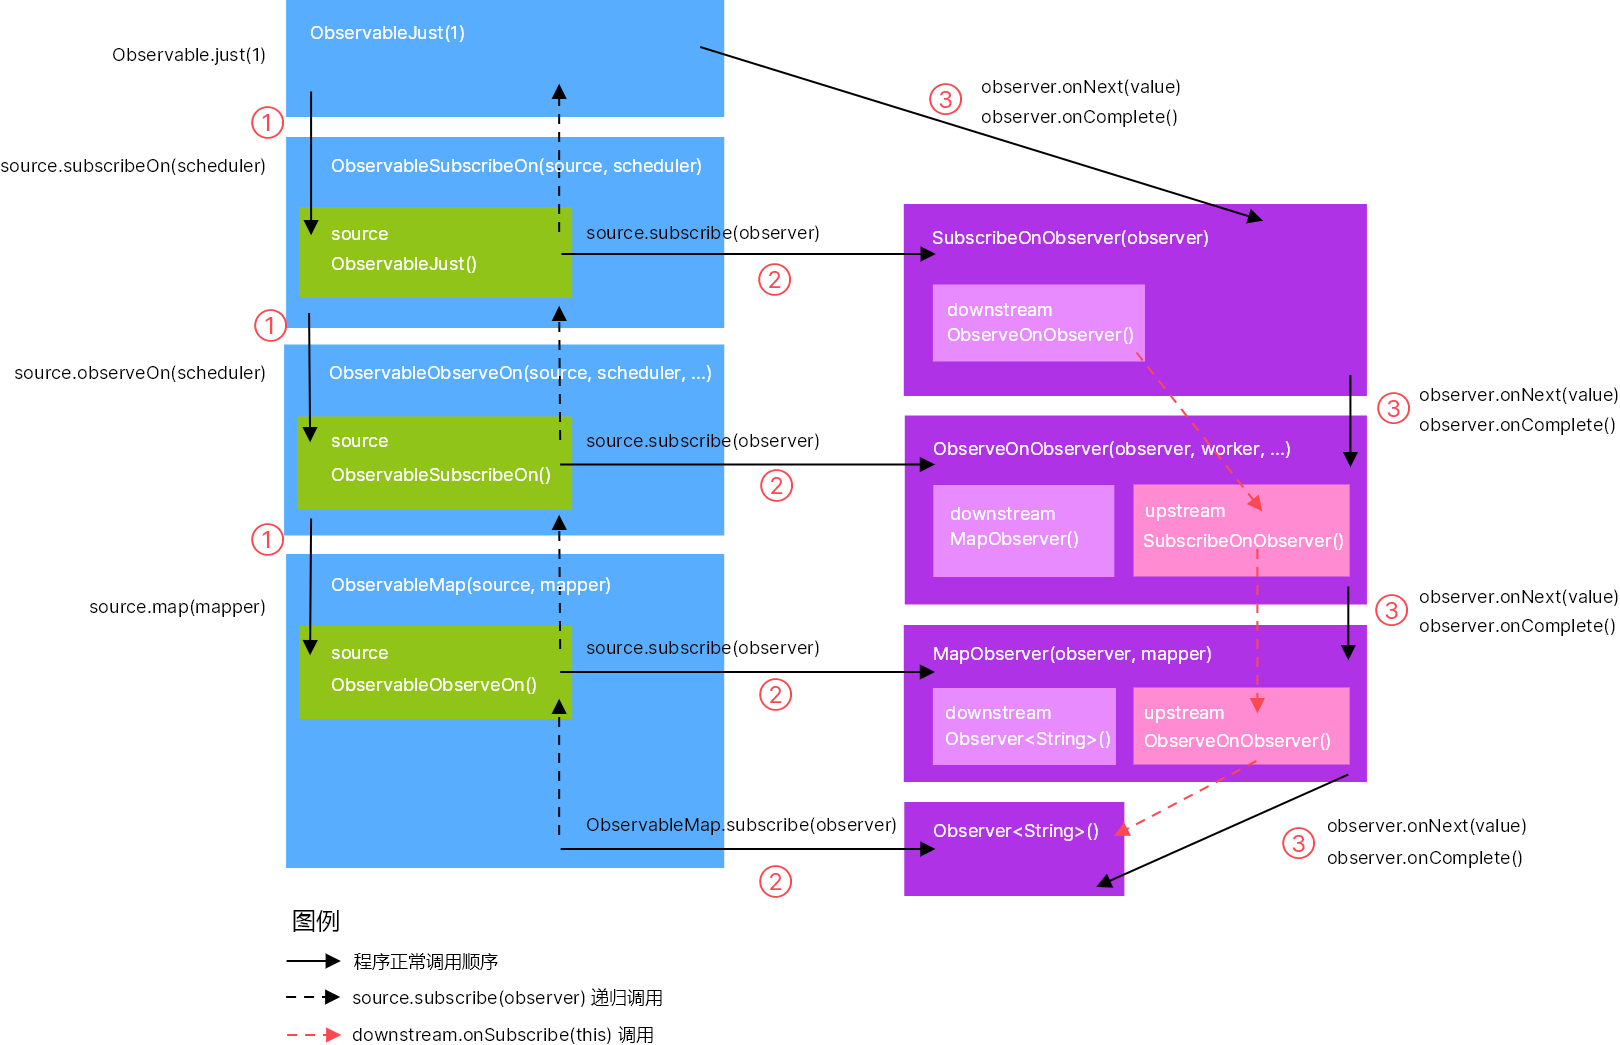 ObservableJust(1)
Observable.just(1)
3
observer.onNext(value)
observer.onComplete()
1
source.subscribeOn(scheduler)
ObservableSubscribeOn(source, scheduler)
source
ObservableJust()
source.subscribe(observer)
2
SubscribeOnObserver(observer)
downstream
ObserveOnObserver()
1
source.observeOn(scheduler)
ObservableObserveOn(source, scheduler, ...)
3
observer.onNext(value)
observer.onComplete()
source
ObservableSubscribeOn()
source.subscribe(observer)
2
ObserveOnObserver(observer, worker, ...)
downstream
MapObserver()
upstream
SubscribeOnObserver()
1
source.map(mapper)
ObservableMap(source, mapper)
3
observer.onNext(value)
observer.onComplete()
source
ObservableObserveOn()
source.subscribe(observer)
2
MapObserver(observer, mapper)
downstream
Observer<String>()
upstream
ObserveOnObserver()
ObservableMap.subscribe(observer)
2
Observer<String>()
3
observer.onNext(value)
observer.onComplete()
图例
程序正常调用顺序
source.subscribe(observer) 递归调用
downstream.onSubscribe(this) 调用